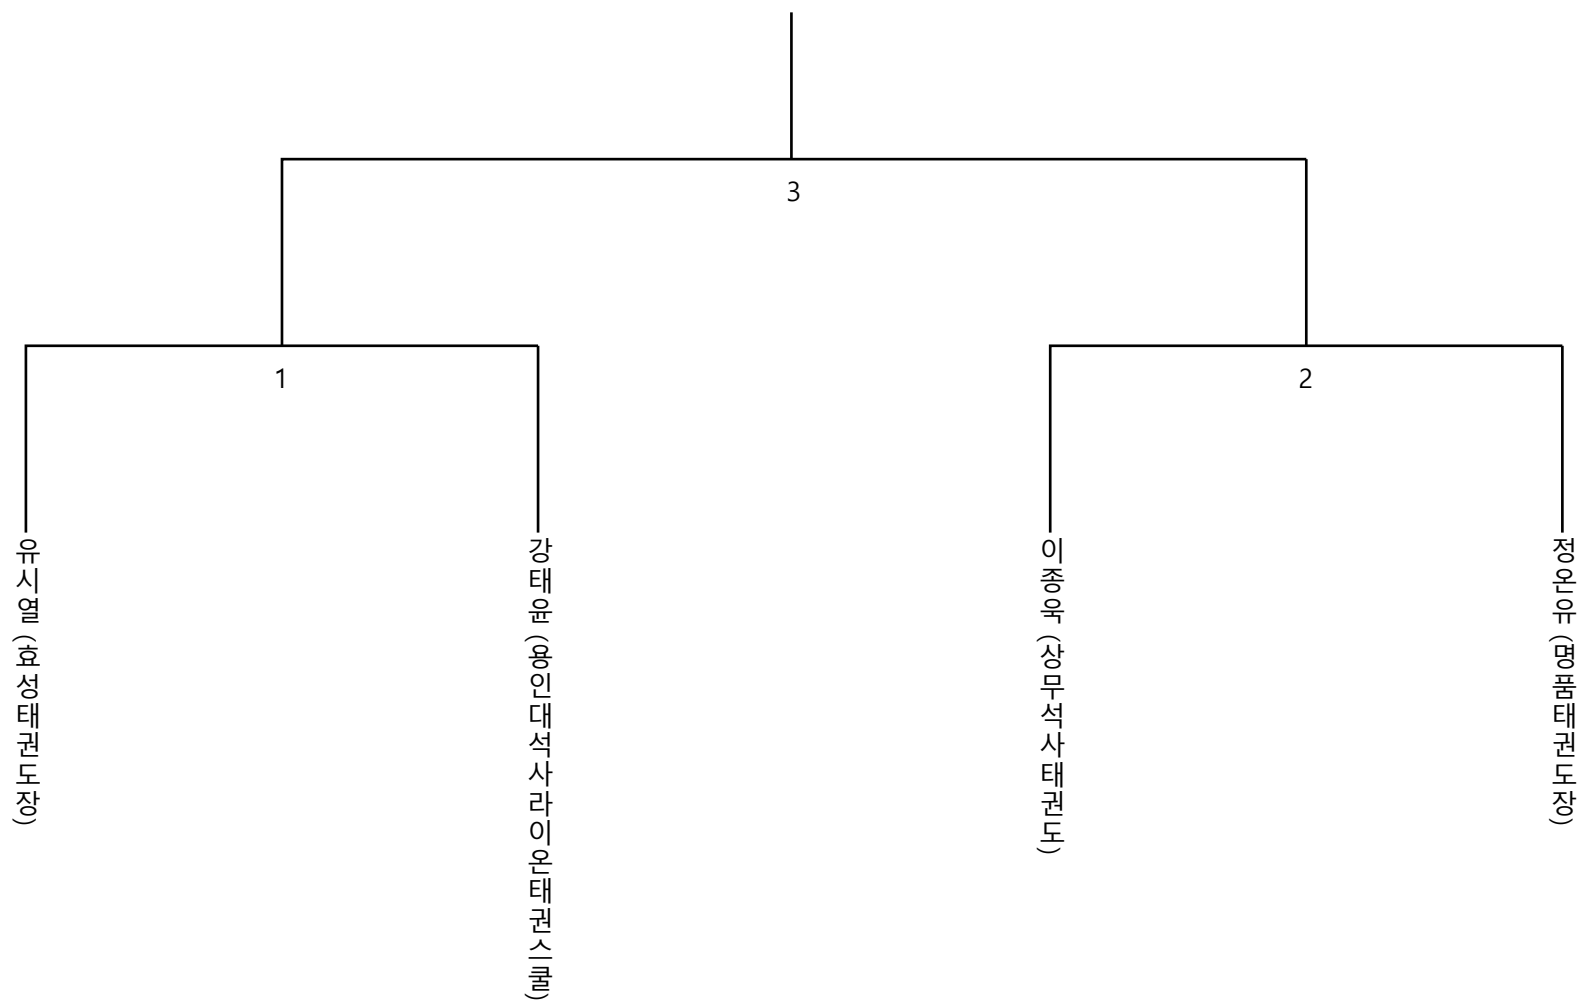 3
1
2
유시열 (효성태권도장)
강태윤 (용인대석사라이온태권스쿨)
이종욱 (상무석사태권도)
정온유 (명품태권도장)